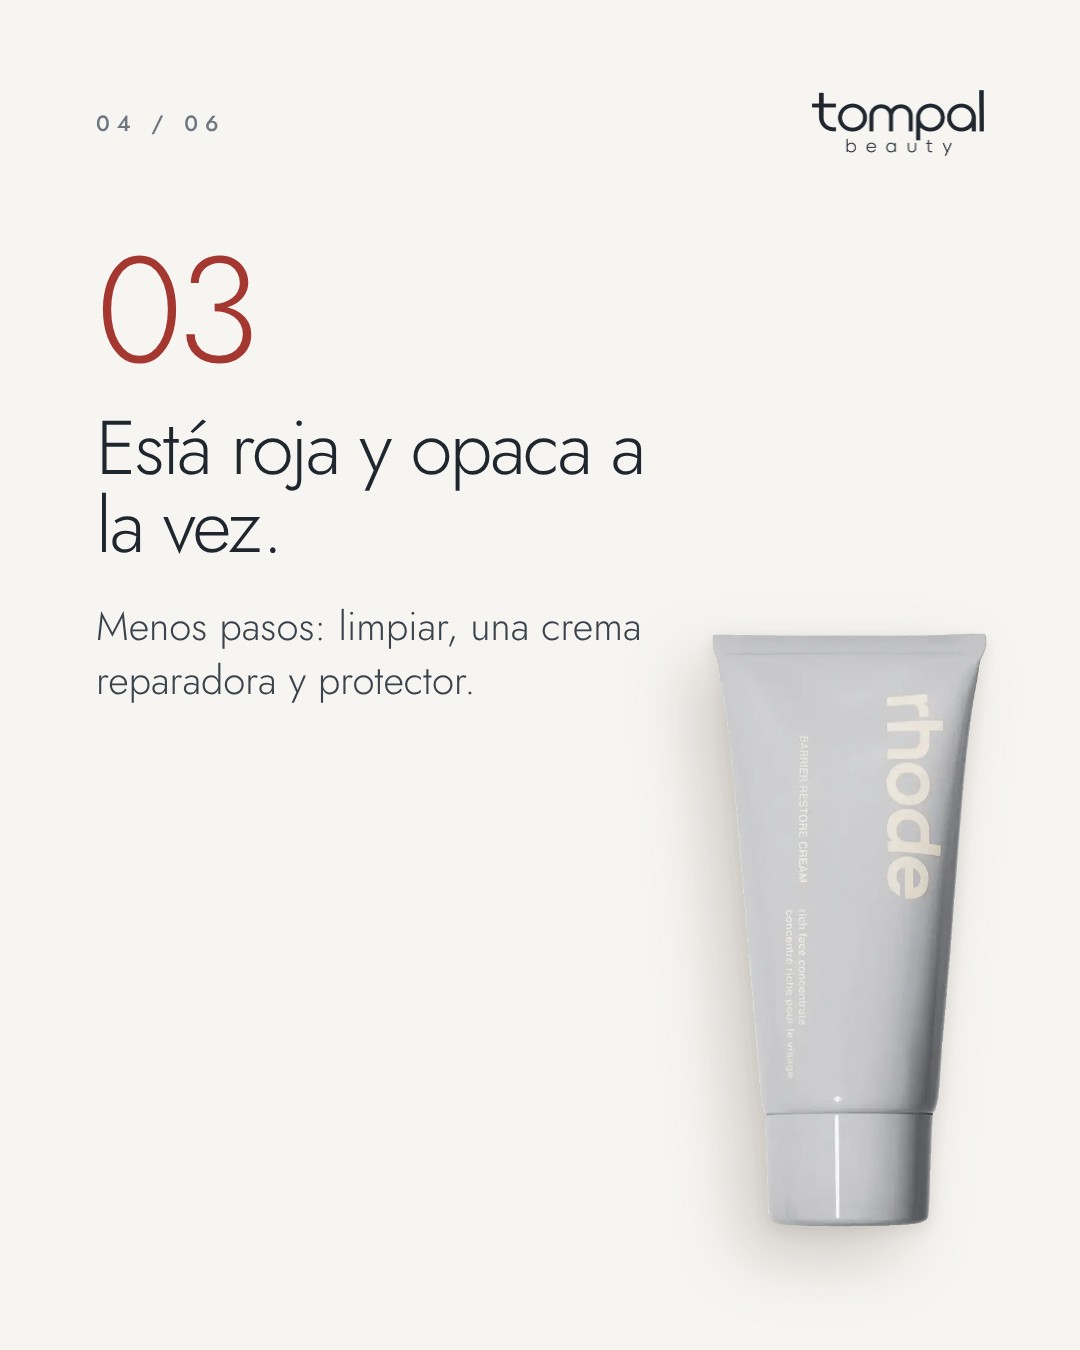 04 / 06
tompal
beauty
03
Está roja y opaca a
la vez.
Menos pasos: limpiar, una crema
reparadora y protector.
rhode
BARRIER RESTORE CREAM
rich face concentrate
concentré riche pour le visage